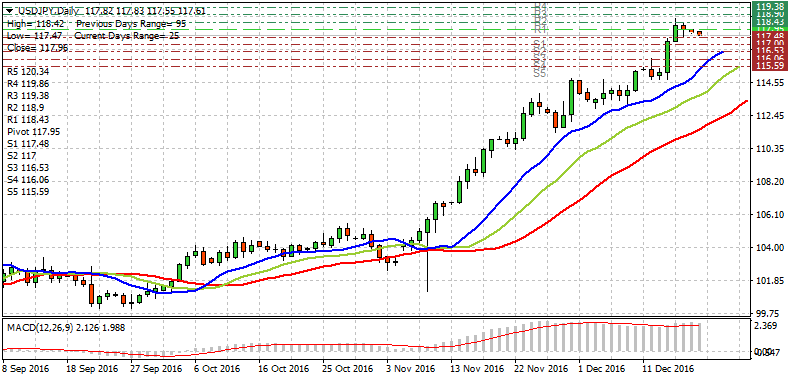 USDJPY,Daily 117.82 117.83 117.55 117.61
High= 118.42 Previous Days Range= 95
Low= 117.47 Current Days Range= 25
Close= 117.96
R5 120.34
R4 119.86
R3 119.38
R2 118.9
R1 118.43
Pivot 117.95
S1 117.48
S2 117
S3 116.53
S4 116.06
S5 115.59
R1
S1
S5
119.38
118.90
118.43
117.48
117.00
116.53
116.06
115.59
114.55
112.45
110.35
108.20
106.10
104.00
101.85
99.75
MACD(12,26,9) 2.126 1.988
2.369
8 Sep 2016
18 Sep 2016
27 Sep 2016
6 Oct 2016
16 Oct 2016
25 Oct 2016
3 Nov 2016
13 Nov 2016
22 Nov 2016
1 Dec 2016
11 Dec 2016